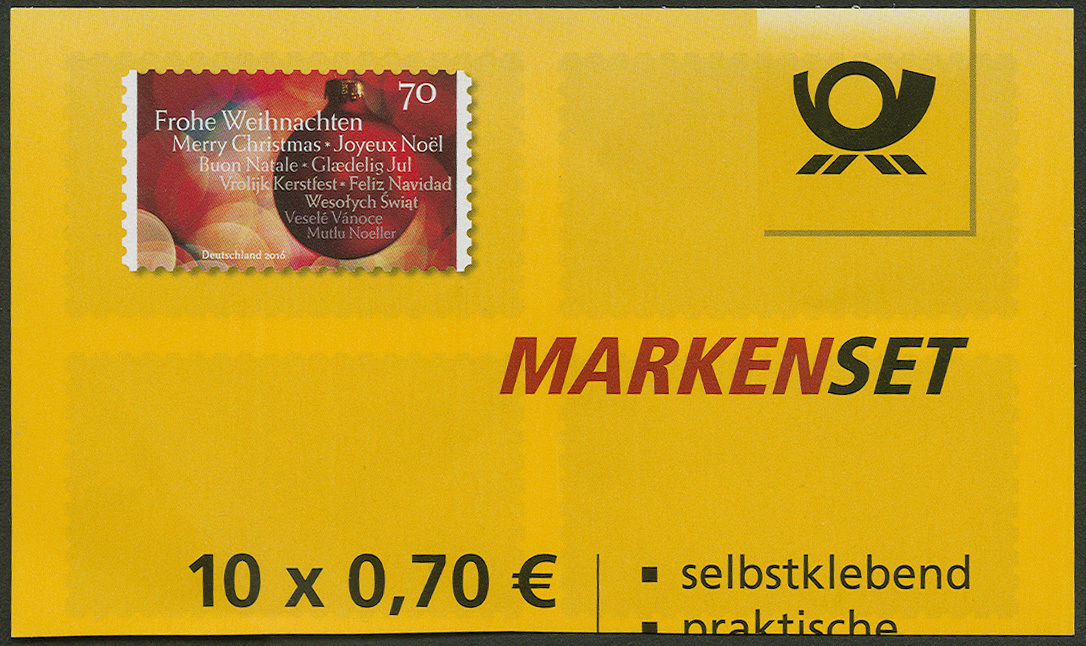 70
Frohe Weihnachten
Merry Christmas * Joyeux Noël
Buon Natale * Glædelig Jul
Vrolijk Kerstfest * Feliz Navidad
Wesołych Świąt
Veselé Vánoce
Mutlu Noeller
Deutschland 2016
MARKENSET
10 x 0,70 €
▪ selbstklebend
▪ praktische